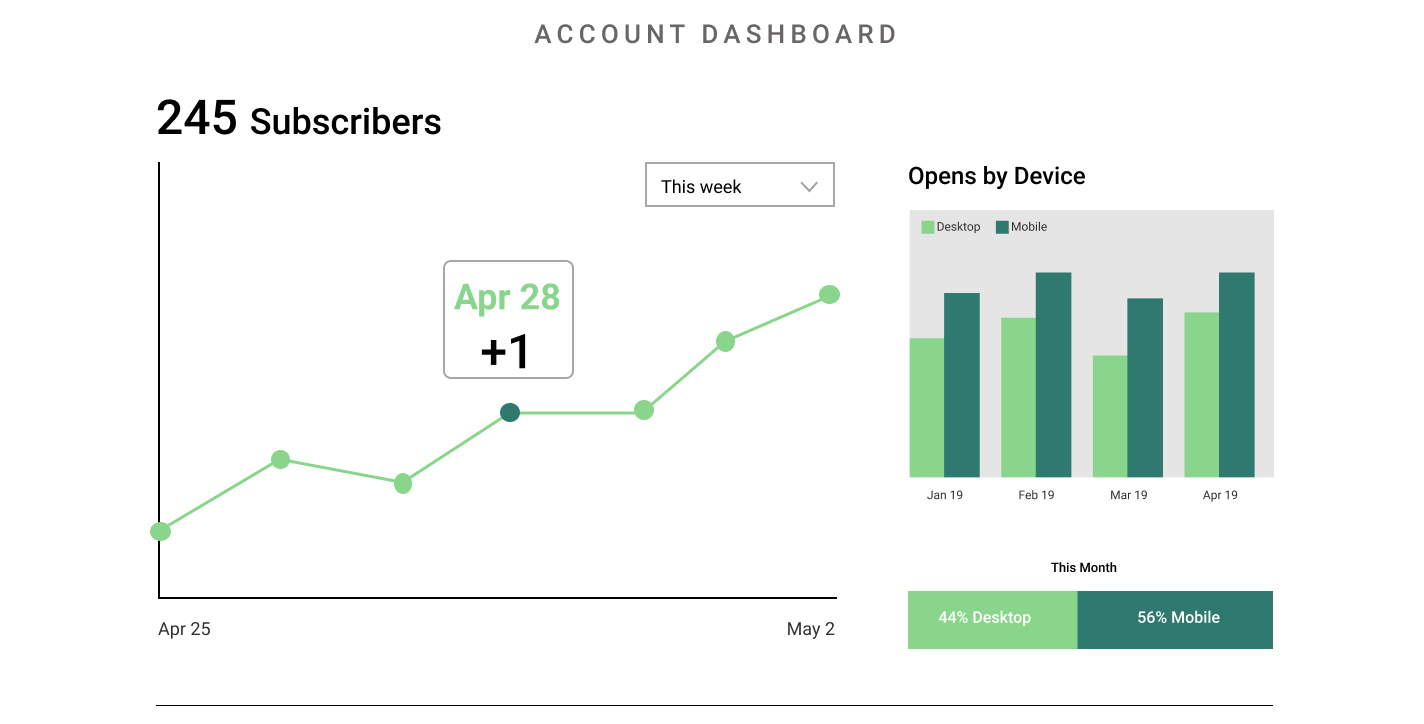 ACCOUNT DASHBOARD
245 Subscribers
This week
Apr 28
+1
Apr 25
May 2
Opens by Device
Desktop
Mobile
Jan 19
Feb 19
Mar 19
Apr 19
This Month
44% Desktop
56% Mobile